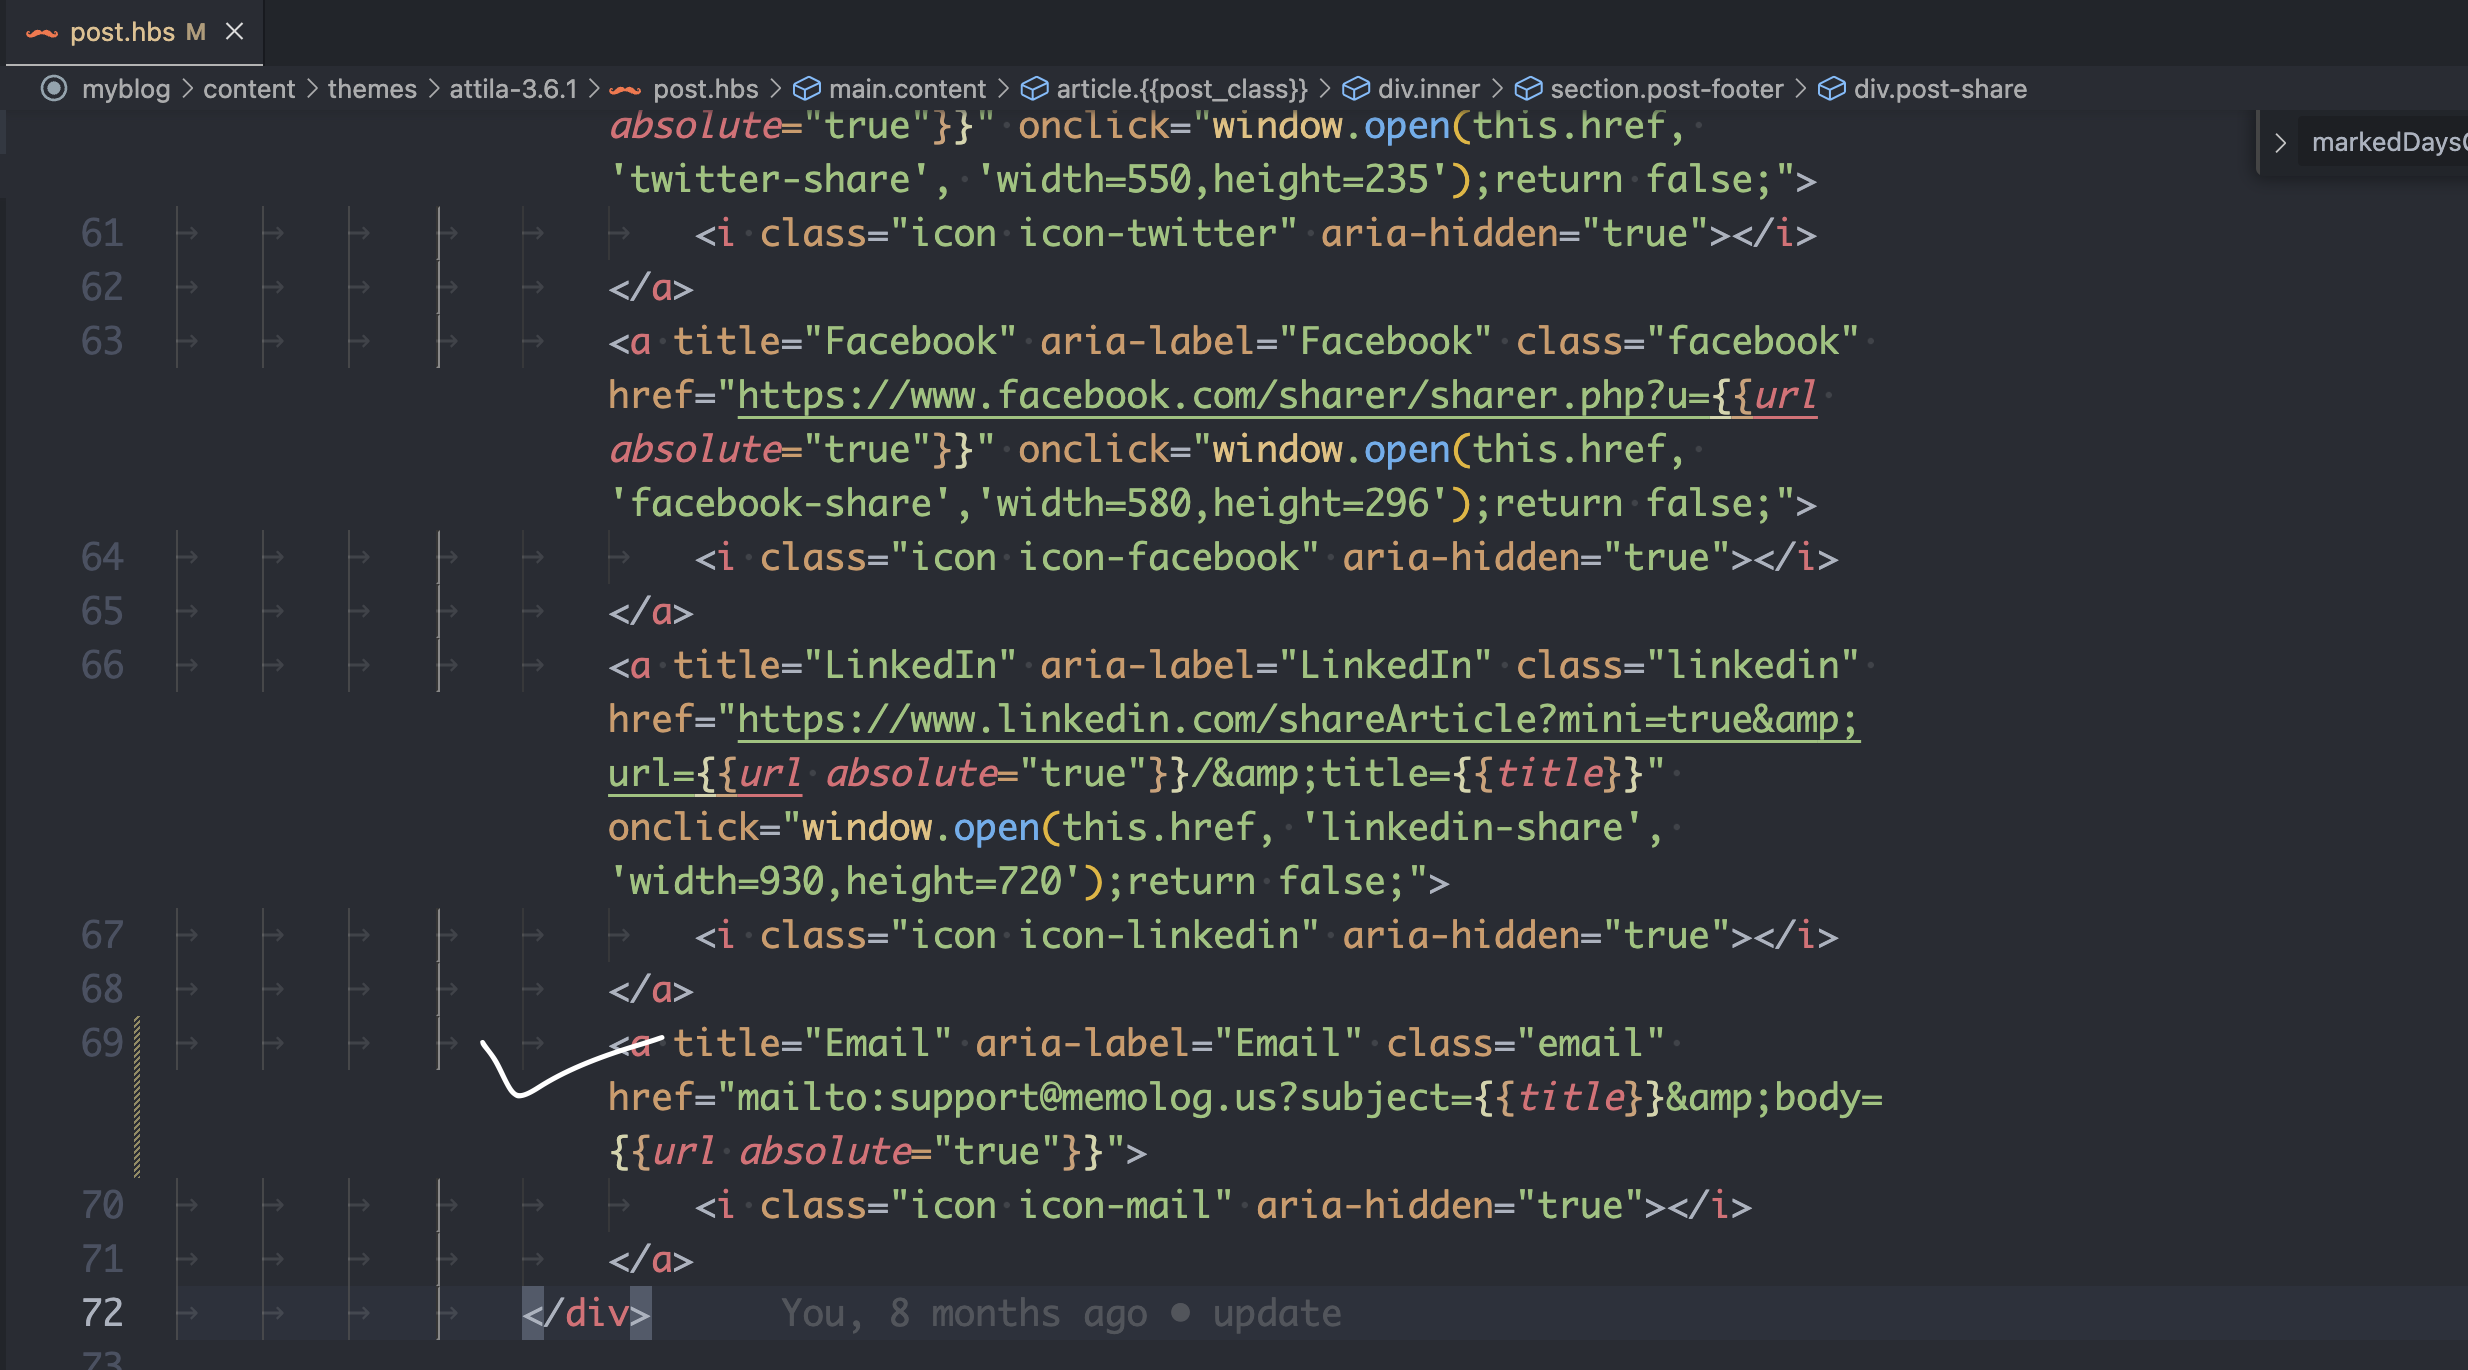 post.hbs M
myblog > content > themes > attila-3.6.1 > post.hbs > main.content > article.{{post_class}} > div.inner > section.post-footer > div.post-share
absolute="true"}}" onclick="window.open(this.href,
'twitter-share', 'width=550,height=235');return false;">
61 <i class="icon icon-twitter" aria-hidden="true"></i>
62 </a>
63 <a title="Facebook" aria-label="Facebook" class="facebook"
href="https://www.facebook.com/sharer/sharer.php?u={{url
absolute="true"}}" onclick="window.open(this.href,
'facebook-share','width=580,height=296');return false;">
64 <i class="icon icon-facebook" aria-hidden="true"></i>
65 </a>
66 <a title="LinkedIn" aria-label="LinkedIn" class="linkedin"
href="https://www.linkedin.com/shareArticle?mini=true&amp;
url={{url absolute="true"}}/&amp;title={{title}}"
onclick="window.open(this.href, 'linkedin-share',
'width=930,height=720');return false;">
67 <i class="icon icon-linkedin" aria-hidden="true"></i>
68 </a>
69 <a title="Email" aria-label="Email" class="email"
href="mailto:support@memolog.us?subject={{title}}&amp;body=
{{url absolute="true"}}">
70 <i class="icon icon-mail" aria-hidden="true"></i>
71 </a>
72 </div> You, 8 months ago • update
73